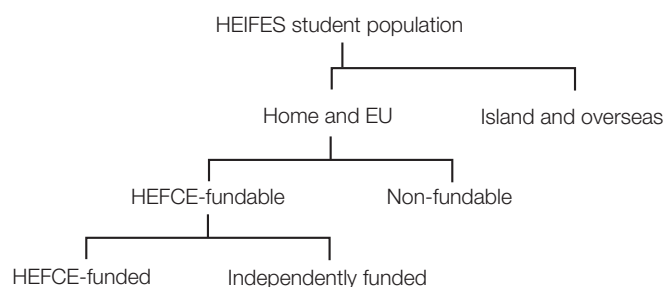 HEIFES student population
Home and EU
Island and overseas
HEFCE-fundable
Non-fundable
HEFCE-funded
Independently funded